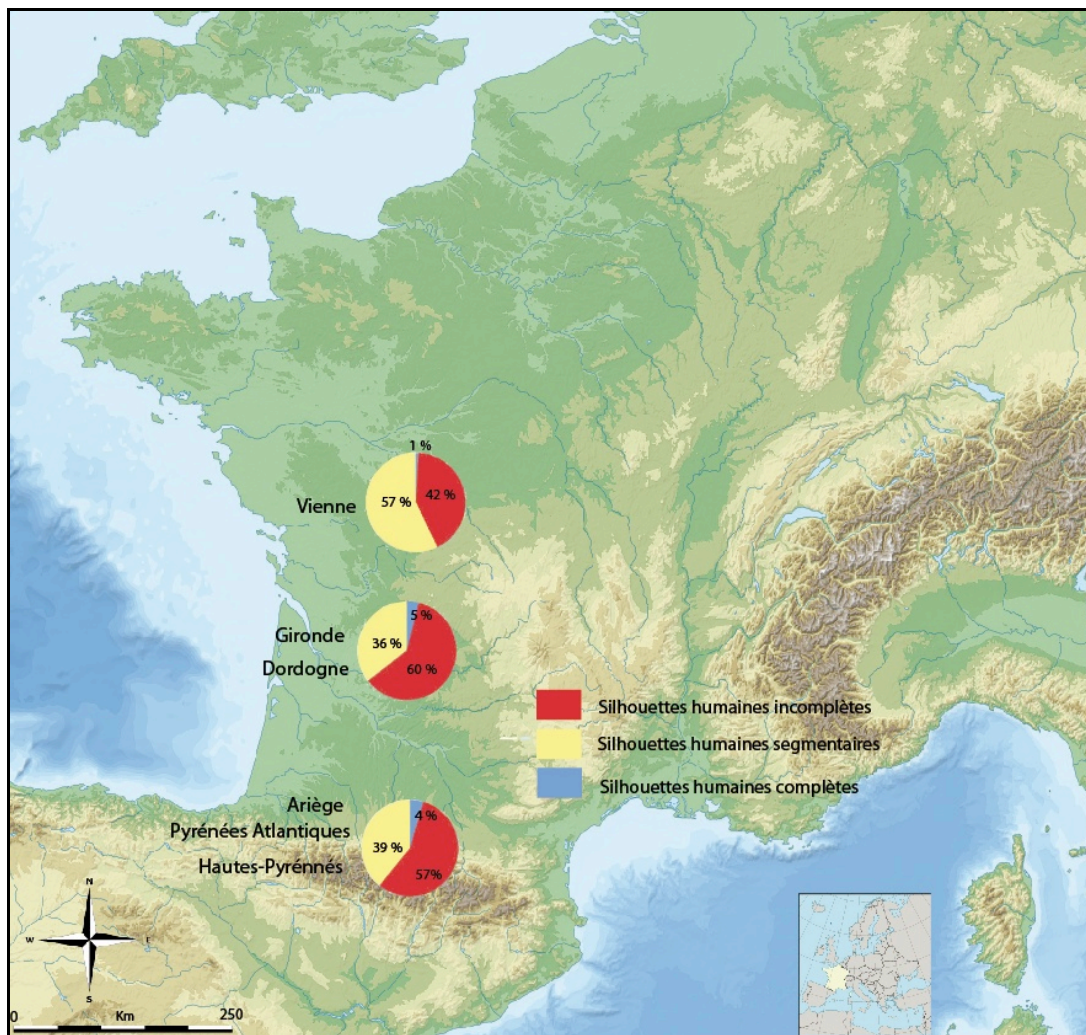 1 %
57 %
42 %
Vienne
5 %
Gironde
36 %
Dordogne
60 %
Silhouettes humaines incomplètes
Silhouettes humaines segmentaires
Silhouettes humaines complètes
Ariège
4 %
Pyrénées Atlantiques
39 %
Hautes-Pyrénnés
57%
N
W
E
S
0 Km 250